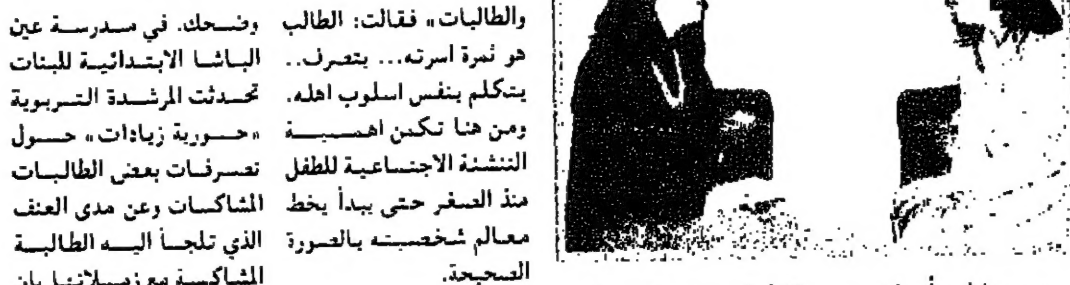 والطالبات» فقالت: الطالب
هو ثمرة اسرته... يتصرف..
يتكلم بنفس اسلوب اهله.
ومن هنا تكمن اهمية
التنشئة الاجتماعية للطفل
منذ الصغر حتى يبدأ يخط
معالم شخصيته بالصورة
الصحيحة.
وضحك. في مدرسة عين
الباشا الابتدائية للبنات
تحدثت المرشدة التربوية
«حورية زيادات» حول
تصرفات بعض الطالبات
المشاكسات وعن مدى العنف
الذي تلجأ اليه الطالبة
المشاكسة مع زميلاتها بان